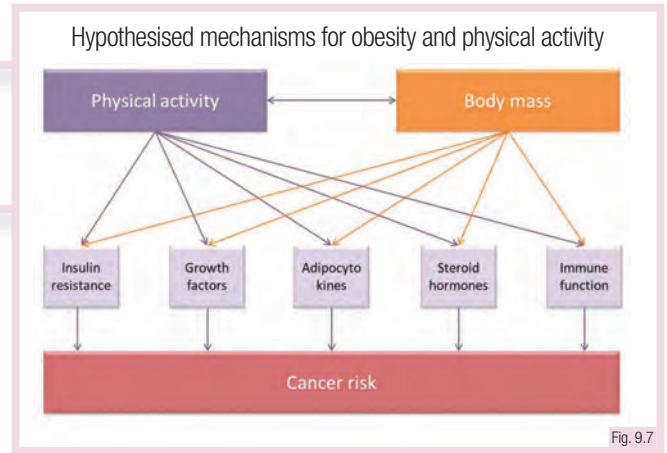 Hypothesised mechanisms for obesity and physical activity
Physical activity
Body mass
Insulin
resistance
Growth
factors
Adipocyto
kines
Steroid
hormones
Immune
function
Cancer risk
Fig. 9.7